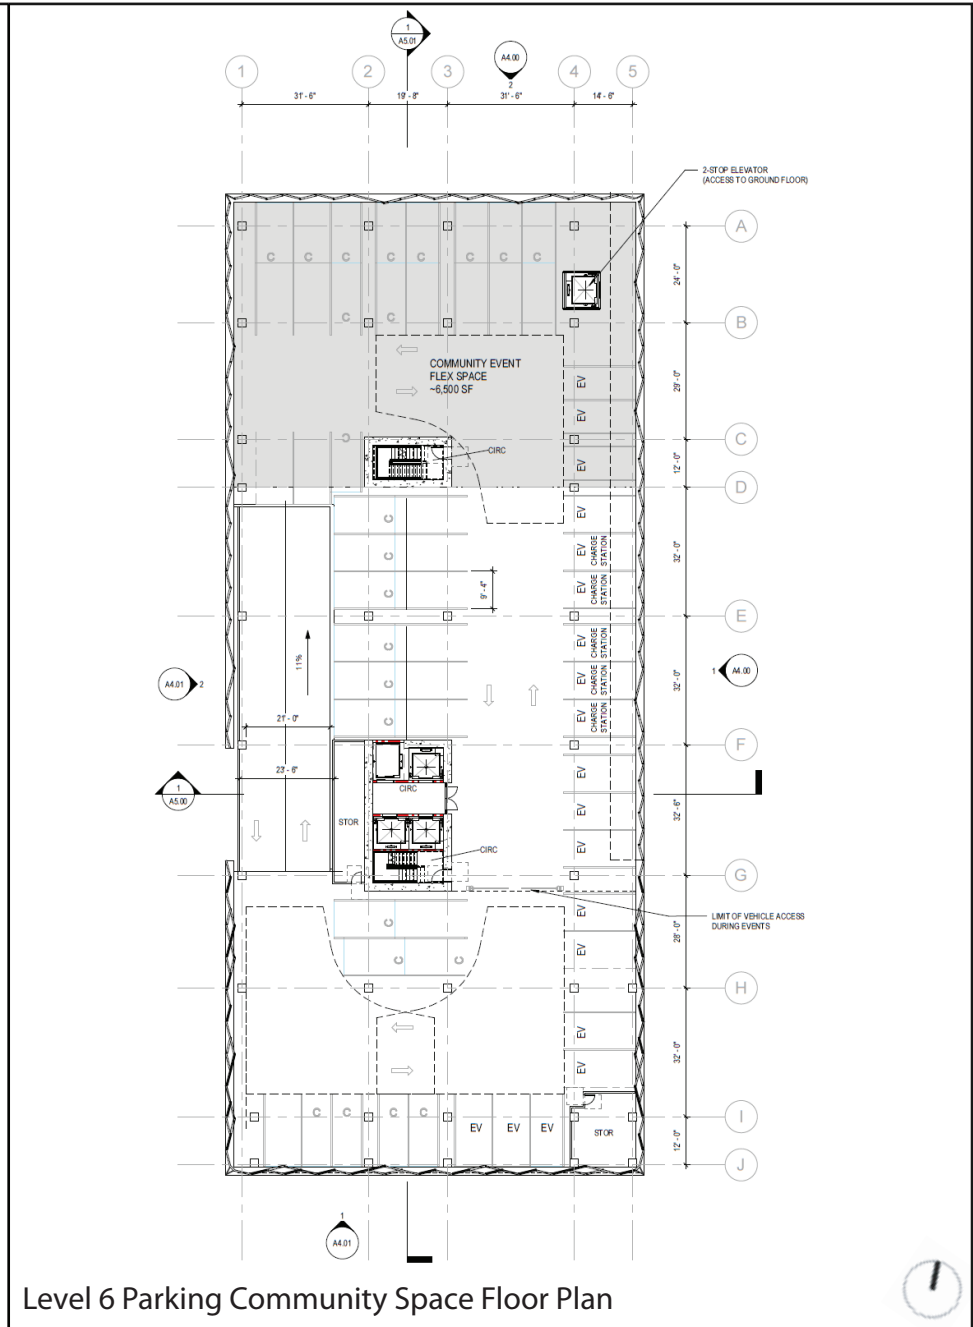 1
A5.01
A4.00
2
1
2
3
4
5
31' - 6"
19' - 8"
31' - 6"
14' - 6"
2-STOP ELEVATOR
(ACCESS TO GROUND FLOOR)
A
24' - 0"
C
C
C
C
C
C
C
C
C
C
B
COMMUNITY EVENT
FLEX SPACE
~6,500 SF
EV
29' - 0"
EV
C
C
CIRC
EV
12' - 0"
D
C
EV
C
EV
CHARGE
STATION
32' - 0"
C
9' - 4"
EV
CHARGE
STATION
E
C
EV
CHARGE
STATION
11%
C
EV
CHARGE
STATION
32' - 0"
1
A4.00
A4.01
2
C
EV
CHARGE
STATION
21' - 0"
F
23' - 6"
EV
1
A5.00
CIRC
EV
32' - 6"
STOR
CIRC
EV
G
C
EV
LIMIT OF VEHICLE ACCESS
DURING EVENTS
C
C
EV
28' - 0"
H
EV
32' - 0"
EV
C
C
C
C
EV
EV
EV
STOR
I
12' - 0"
J
1
A4.01
Level 6 Parking Community Space Floor Plan